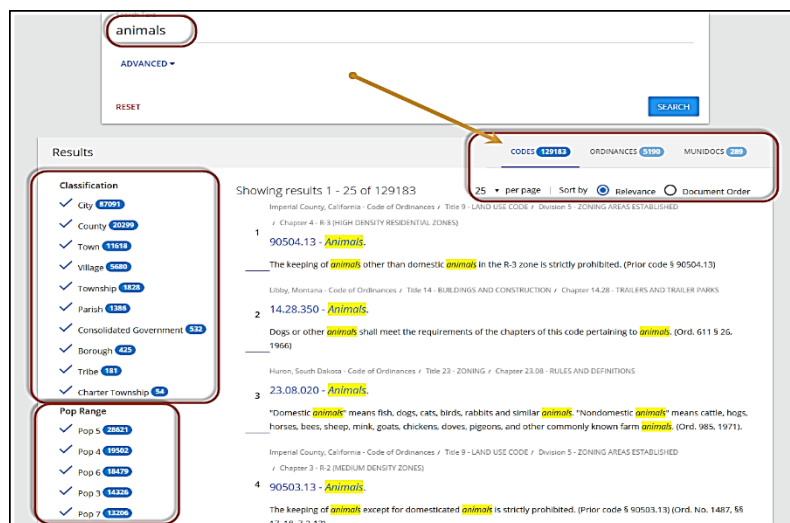 animals
ADVANCED
RESET
SEARCH
Results
CODES 129183
ORDINANCES 5190
MUNIDOCS 289
Classification
City 87091
County 20299
Town 11618
Village 5680
Township 1828
Parish 1386
Consolidated Government 532
Borough 425
Tribe 181
Charter Township 54
Pop Range
Pop 5 28621
Pop 4 19502
Pop 6 18479
Pop 3 14326
Pop 7 13206
Showing results 1 - 25 of 129183
25 per page | Sort by Relevance Document Order
Imperial County, California - Code of Ordinances / Title 9 - LAND USE CODE / Division 5 - ZONING AREAS ESTABLISHED
/ Chapter 4 - R-3 (HIGH DENSITY RESIDENTIAL ZONES)
1
90504.13 - Animals.
The keeping of animals other than domestic animals in the R-3 zone is strictly prohibited. (Prior code § 90504.13)
Libby, Montana - Code of Ordinances / Title 14 - BUILDINGS AND CONSTRUCTION / Chapter 14.28 - TRAILERS AND TRAILER PARKS
2
14.28.350 - Animals.
Dogs or other animals shall meet the requirements of the chapters of this code pertaining to animals. (Ord. 611 § 26,
1966)
Huron, South Dakota - Code of Ordinances / Title 23 - ZONING / Chapter 23.08 - RULES AND DEFINITIONS
3
23.08.020 - Animals.
"Domestic animals" means fish, dogs, cats, birds, rabbits and similar animals. "Nondomestic animals" means cattle, hogs,
horses, bees, sheep, mink, goats, chickens, doves, pigeons, and other commonly known farm animals. (Ord. 985, 1971).
Imperial County, California - Code of Ordinances / Title 9 - LAND USE CODE / Division 5 - ZONING AREAS ESTABLISHED
/ Chapter 3 - R-2 (MEDIUM DENSITY ZONES)
4
90503.13 - Animals.
The keeping of animals except for domesticated animals is strictly prohibited. (Prior code § 90503.13) (Ord. No. 1487, §§